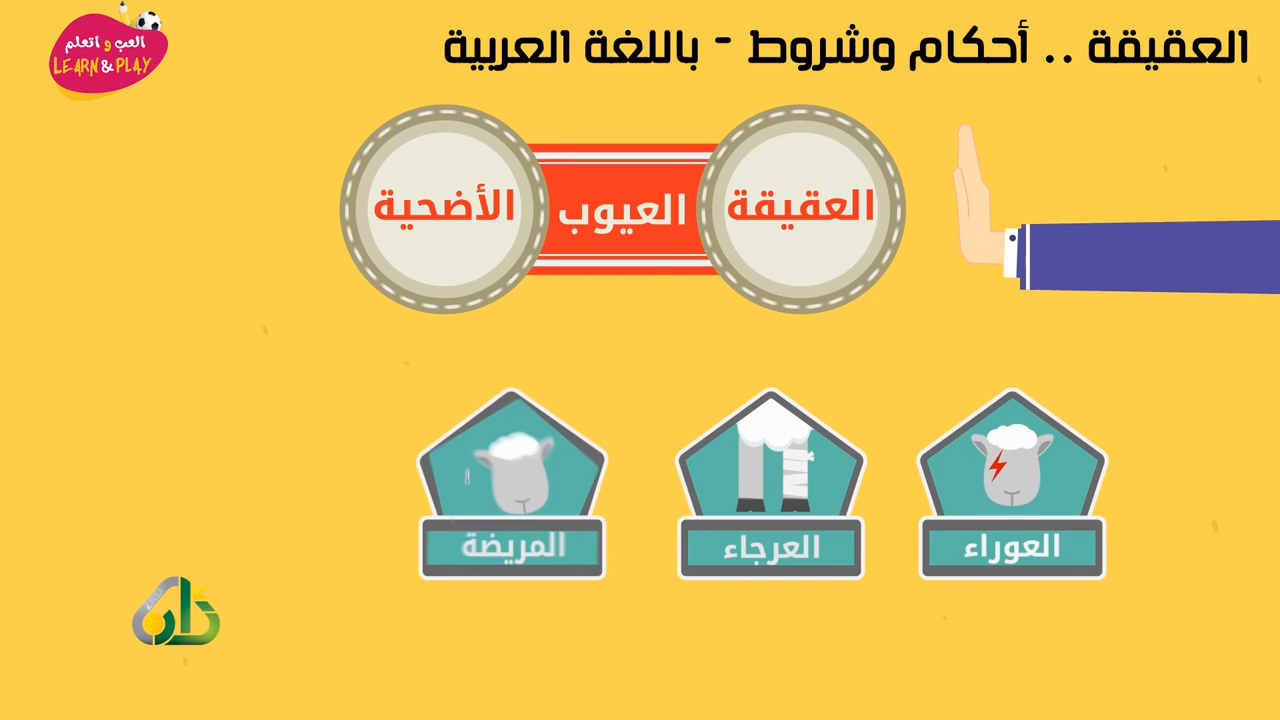 العقيقة .. أحكام وشروط - باللغة العربية
العب و اتعلم
LEARN & PLAY
العقيقة
العيوب
الأضحية
العوراء
العرجاء
المريضة